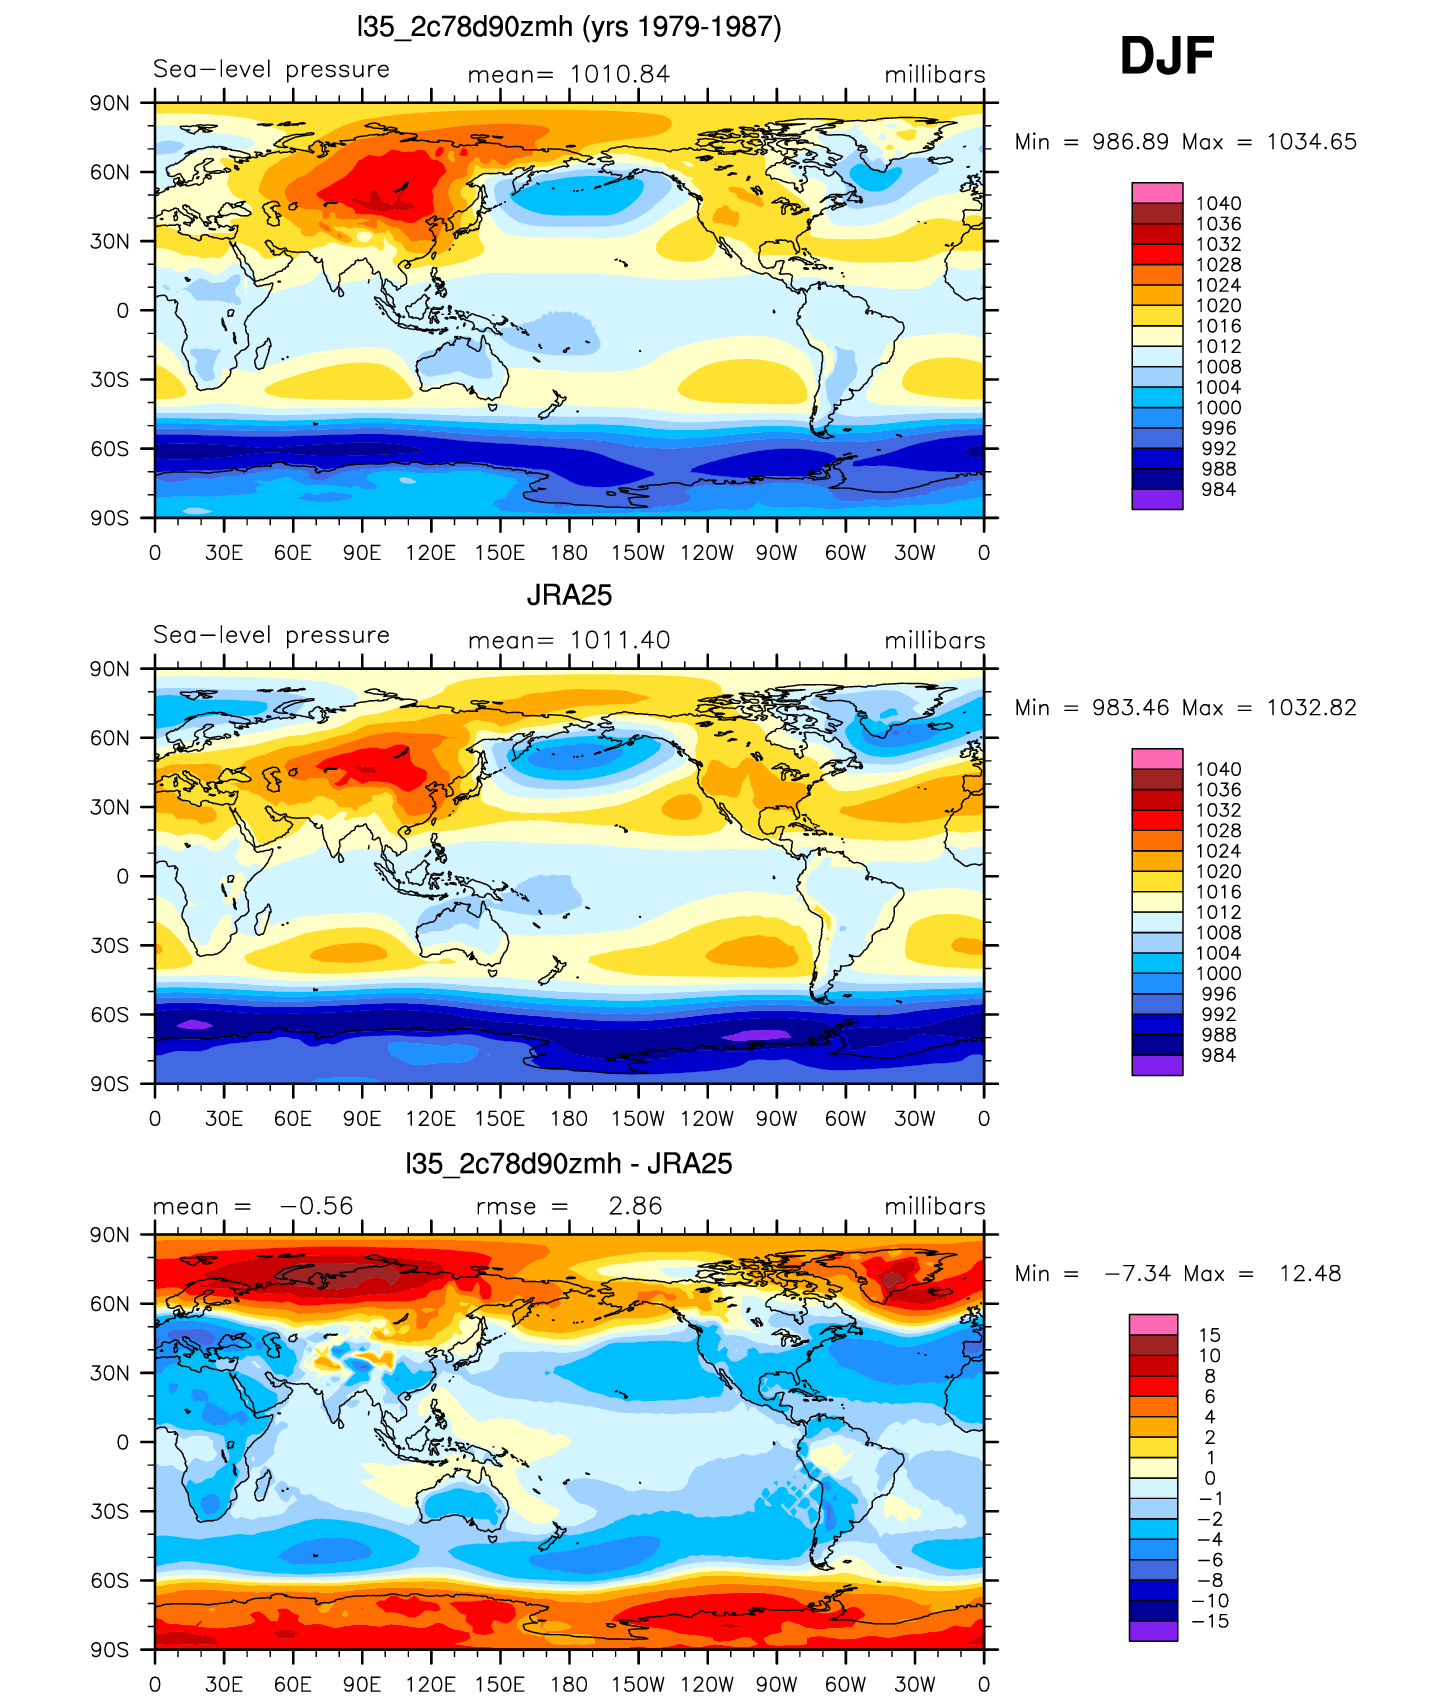 l35_2c78d90zmh (yrs 1979-1987)
DJF
Sea-level pressure mean= 1010.84 millibars
Min = 986.89 Max = 1034.65
90N
60N
30N
0
30S
60S
90S
0 30E 60E 90E 120E 150E 180 150W 120W 90W 60W 30W 0
1040
1036
1032
1028
1024
1020
1016
1012
1008
1004
1000
996
992
988
984
JRA25
Sea-level pressure mean= 1011.40 millibars
Min = 983.46 Max = 1032.82
90N
60N
30N
0
30S
60S
90S
0 30E 60E 90E 120E 150E 180 150W 120W 90W 60W 30W 0
1040
1036
1032
1028
1024
1020
1016
1012
1008
1004
1000
996
992
988
984
l35_2c78d90zmh - JRA25
mean = -0.56 rmse = 2.86 millibars
Min = -7.34 Max = 12.48
90N
60N
30N
0
30S
60S
90S
0 30E 60E 90E 120E 150E 180 150W 120W 90W 60W 30W 0
15
10
8
6
4
2
1
0
-1
-2
-4
-6
-8
-10
-15